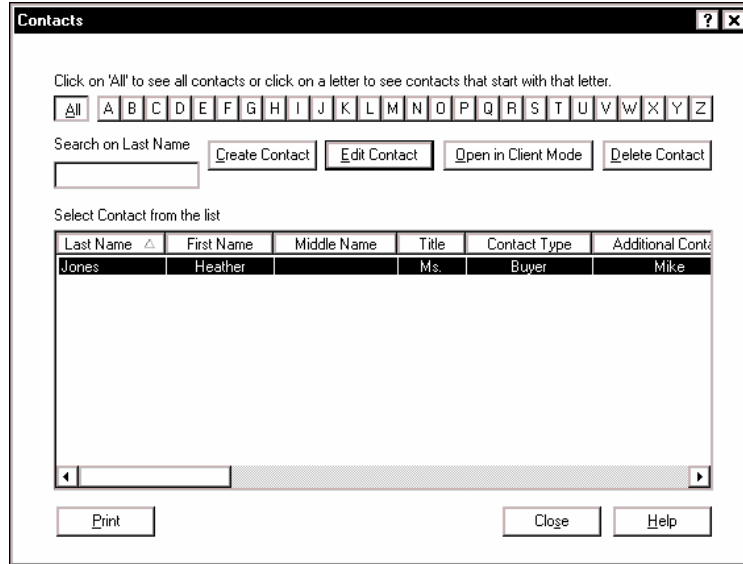 Contacts ? X
Click on 'All' to see all contacts or click on a letter to see contacts that start with that letter.
All A B C D E F G H I J K L M N O P Q R S T U V W X Y Z
Search on Last Name Create Contact Edit Contact Open in Client Mode Delete Contact
Select Contact from the list
Last Name First Name Middle Name Title Contact Type Additional Conta
Jones Heather Ms. Buyer Mike
Print Close Help